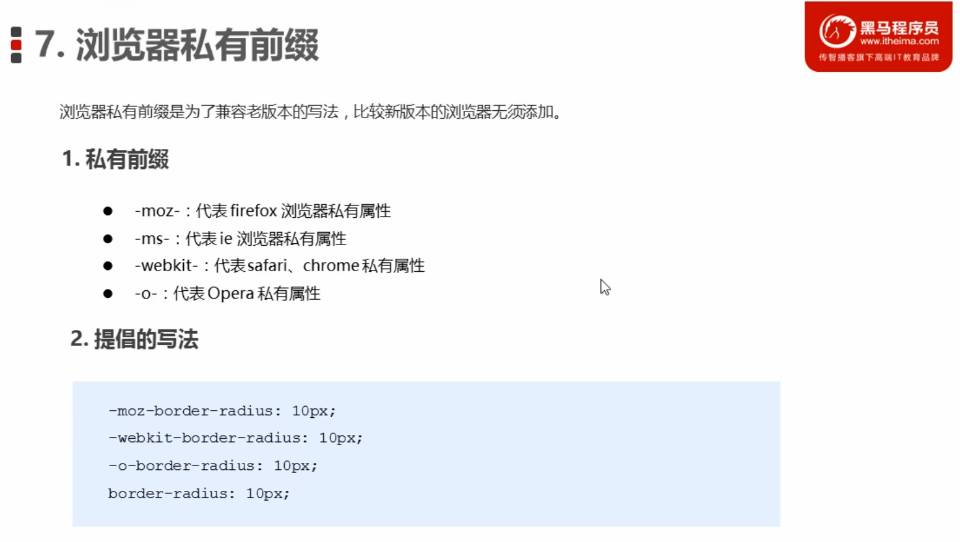 7. 浏览器私有前缀
黑马程序员
www.itheima.com
传智播客旗下高端IT教育品牌
浏览器私有前缀是为了兼容老版本的写法，比较新版本的浏览器无须添加。
1. 私有前缀
● -moz-：代表 firefox 浏览器私有属性
● -ms-：代表 ie 浏览器私有属性
● -webkit-：代表 safari、chrome 私有属性
● -o-：代表 Opera 私有属性
2. 提倡的写法
-moz-border-radius: 10px;
-webkit-border-radius: 10px;
-o-border-radius: 10px;
border-radius: 10px;